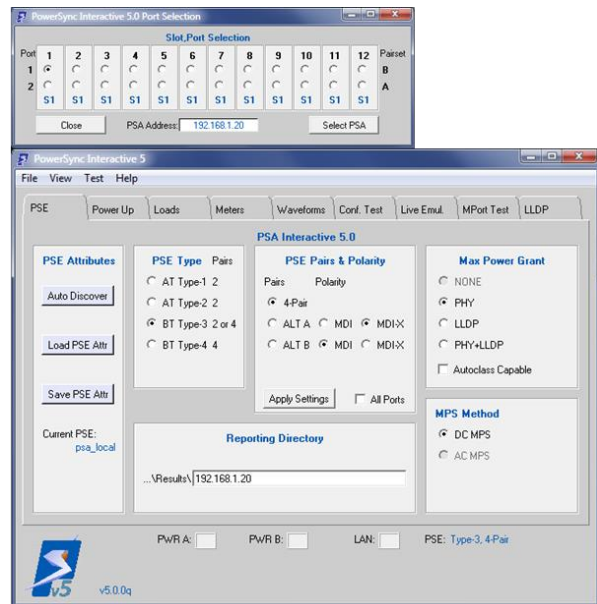 PowerSync Interactive 5.0 Port Selection
Slot,Port Selection
Port 1 2 3 4 5 6 7 8 9 10 11 12 Pairset
1 B
2 A
S1 S1 S1 S1 S1 S1 S1 S1 S1 S1 S1 S1
Close PSA Address: 192.168.1.20 Select PSA
PowerSync Interactive 5
File View Test Help
PSE Power Up Loads Meters Waveforms Conf. Test Live Emul. MPort Test LLDP
PSA Interactive 5.0
PSE Attributes
Auto Discover
Load PSE Attr
Save PSE Attr
Current PSE:
psa_local
PSE Type Pairs
AT Type-1 2
AT Type-2 2
BT Type-3 2 or 4
BT Type-4 4
PSE Pairs & Polarity
Pairs Polarity
4-Pair
ALT A MDI MDI-X
ALT B MDI MDI-X
Apply Settings All Ports
Max Power Grant
NONE
PHY
LLDP
PHY+LLDP
Autoclass Capable
MPS Method
DC MPS
AC MPS
Reporting Directory
...\Results\ 192.168.1.20
PWR A: PWR B: LAN: PSE: Type-3, 4-Pair
v5 v5.0.0q